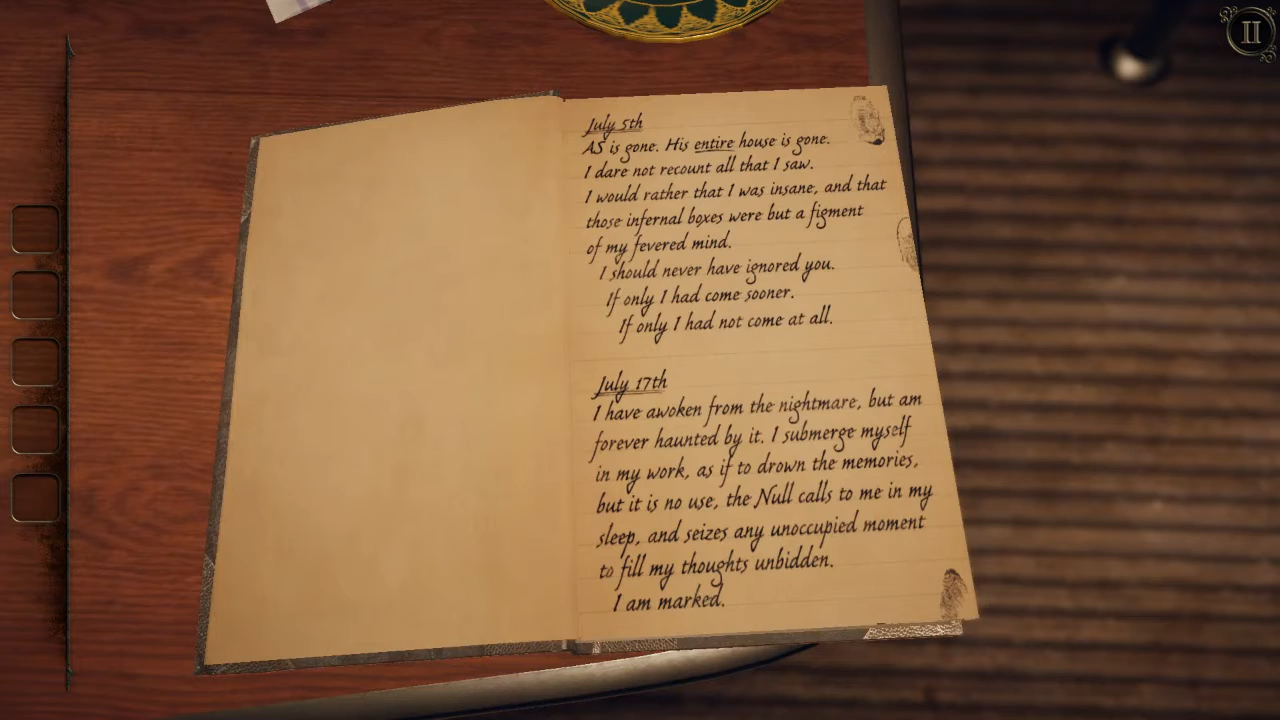 July 5th
AS is gone. His entire house is gone.
I dare not recount all that I saw.
I would rather that I was insane, and that
those infernal boxes were but a figment
of my fevered mind.
I should never have ignored you.
If only I had come sooner.
If only I had not come at all.
July 17th
I have awoken from the nightmare, but am
forever haunted by it. I submerge myself
in my work, as if to drown the memories,
but it is no use, the Null calls to me in my
sleep, and seizes any unoccupied moment
to fill my thoughts unbidden.
I am marked.
II